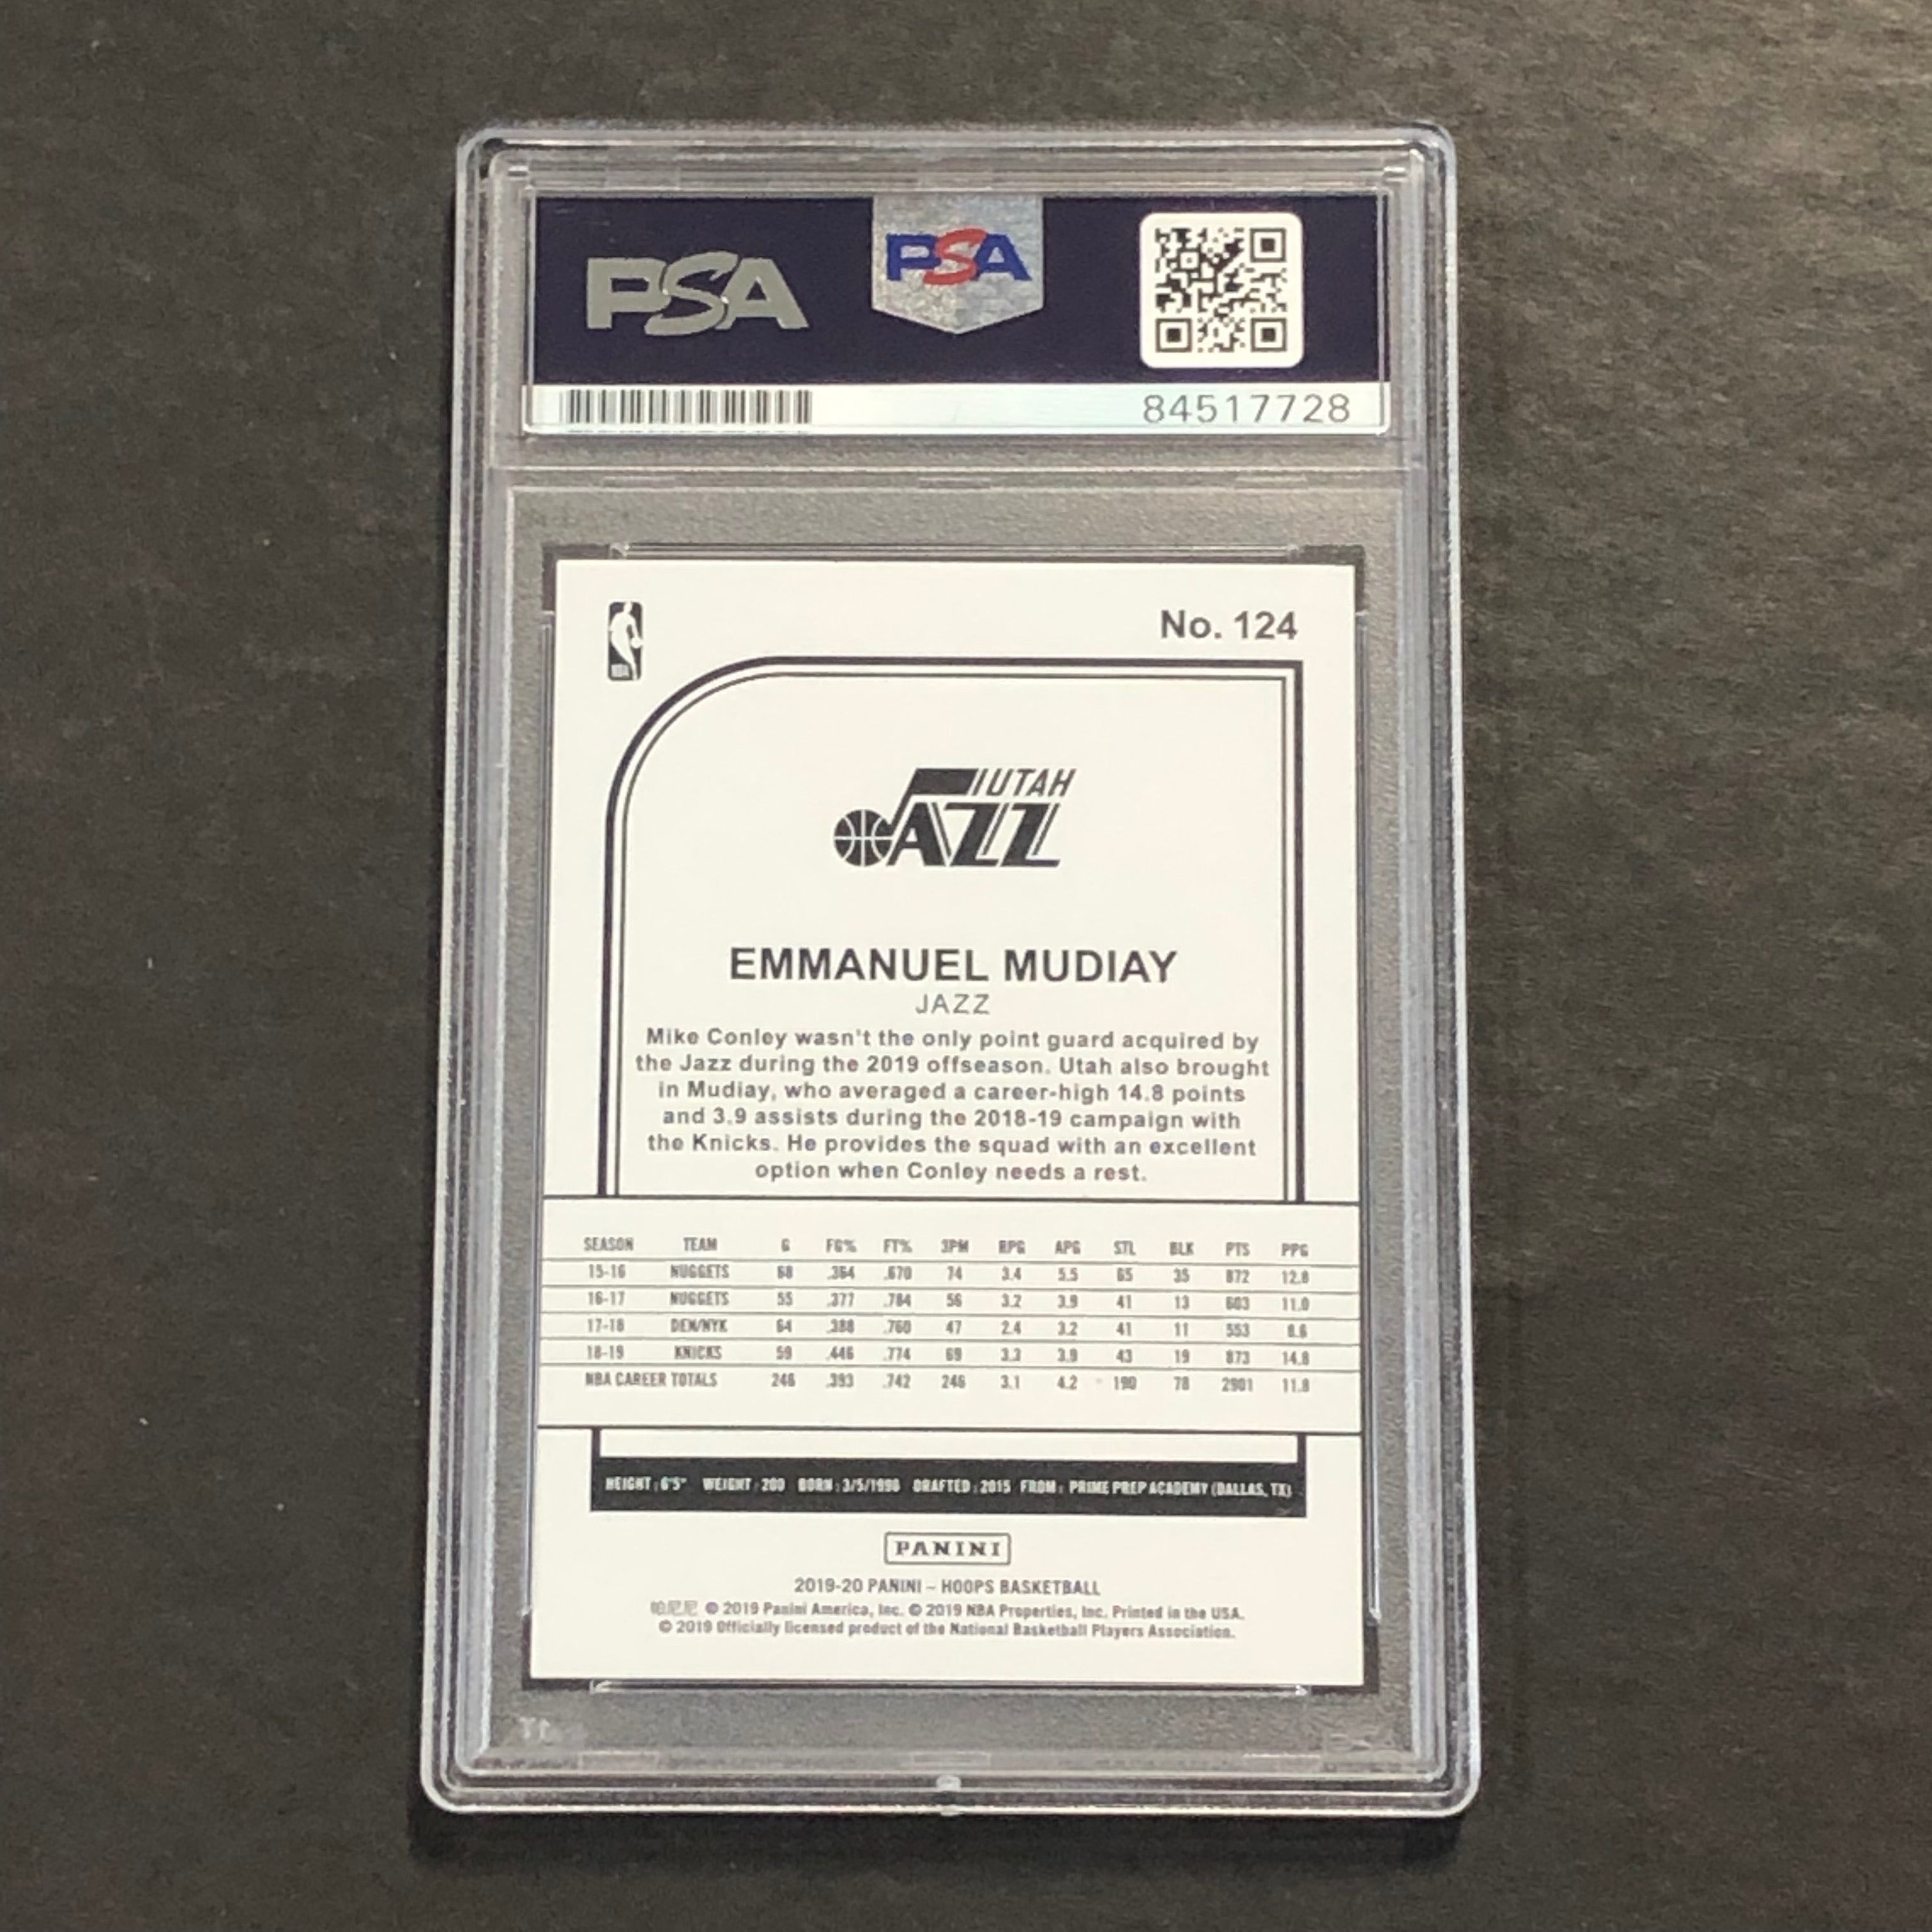 PSA PSA
84517728
No. 124
NBA
UTAH
JAZZ
EMMANUEL MUDIAY
JAZZ
Mike Conley wasn't the only point guard acquired by
the Jazz during the 2019 offseason. Utah also brought
in Mudiay, who averaged a career-high 14.8 points
and 3.9 assists during the 2018-19 campaign with
the Knicks. He provides the squad with an excellent
option when Conley needs a rest.
SEASON TEAM G FG% FT% 3PM RPG APG STL BLK PTS PPG
15-16 NUGGETS 68 .364 .670 74 3.4 5.5 65 35 872 12.8
16-17 NUGGETS 55 .377 .784 56 3.2 3.9 41 13 603 11.0
17-18 DEN/NYK 64 .388 .760 47 2.4 3.2 41 11 553 8.6
18-19 KNICKS 59 .446 .774 69 3.3 3.9 43 19 873 14.8
NBA CAREER TOTALS 246 .393 .742 246 3.1 4.2 190 78 2901 11.8
HEIGHT: 6'5" WEIGHT: 200 BORN: 3/5/1996 DRAFTED: 2015 FROM: PRIME PREP ACADEMY (DALLAS, TX)
PANINI
2019-20 PANINI – HOOPS BASKETBALL
帕尼尼 © 2019 Panini America, Inc. © 2019 NBA Properties, Inc. Printed in the USA.
© 2019 Officially licensed product of the National Basketball Players Association.